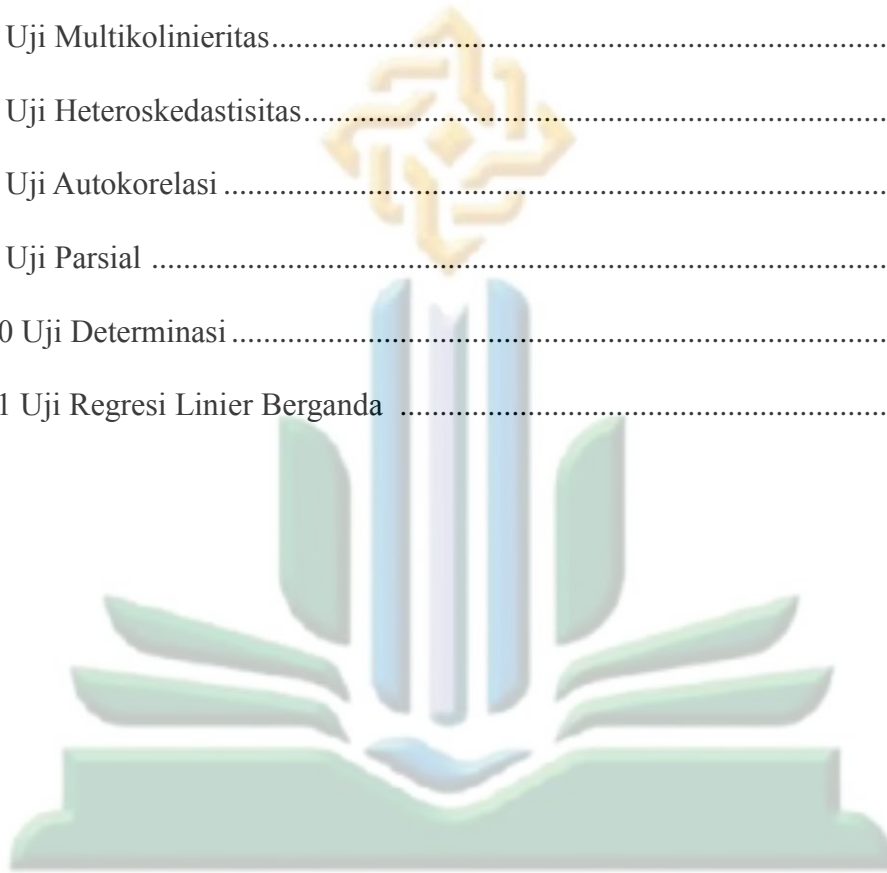 Uji Multikolinieritas............................................................................
Uji Heteroskedastisitas........................................................................
Uji Autokorelasi ..................................................................................
Uji Parsial ...........................................................................................
0 Uji Determinasi.................................................................................
1 Uji Regresi Linier Berganda ............................................................